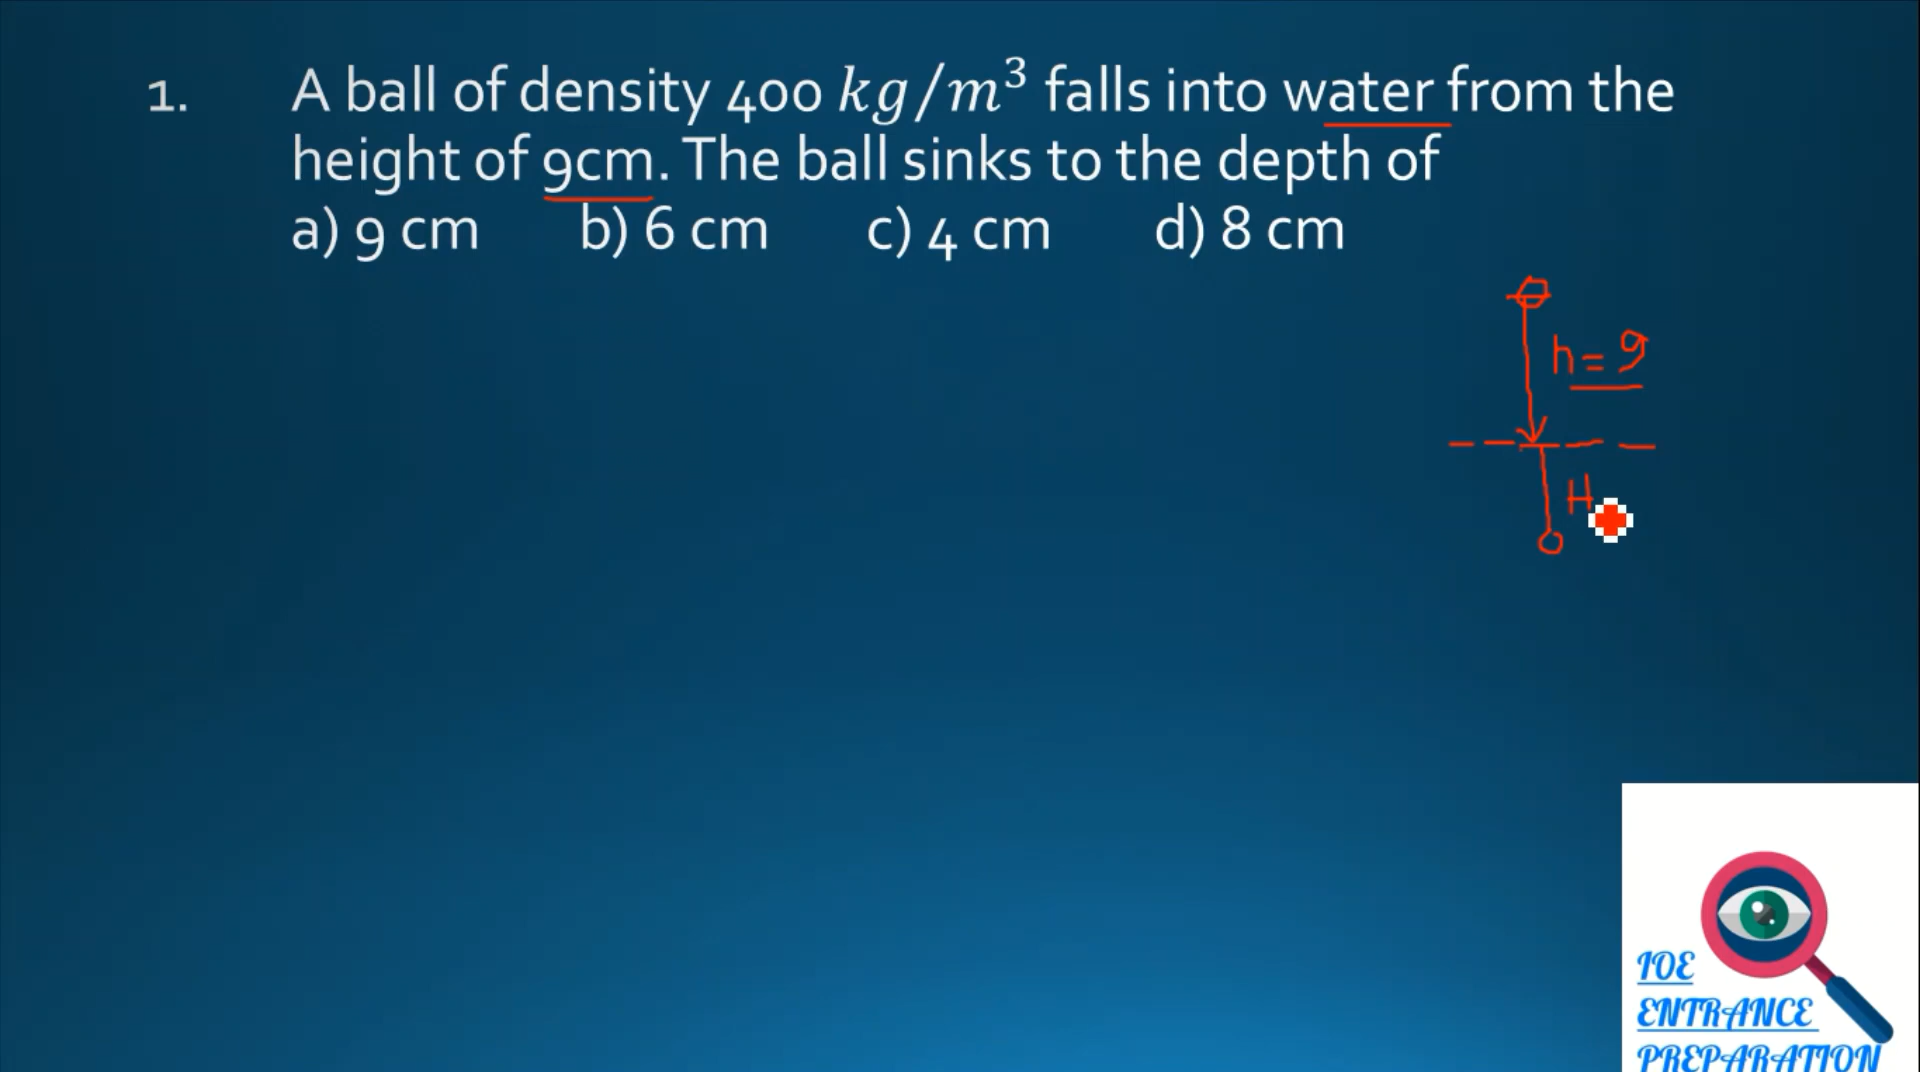 1. A ball of density 400 kg/m³ falls into water from the
height of 9cm. The ball sinks to the depth of
a) 9 cm b) 6 cm c) 4 cm d) 8 cm
h = 9
H
IOE
ENTRANCE
PREPARATION